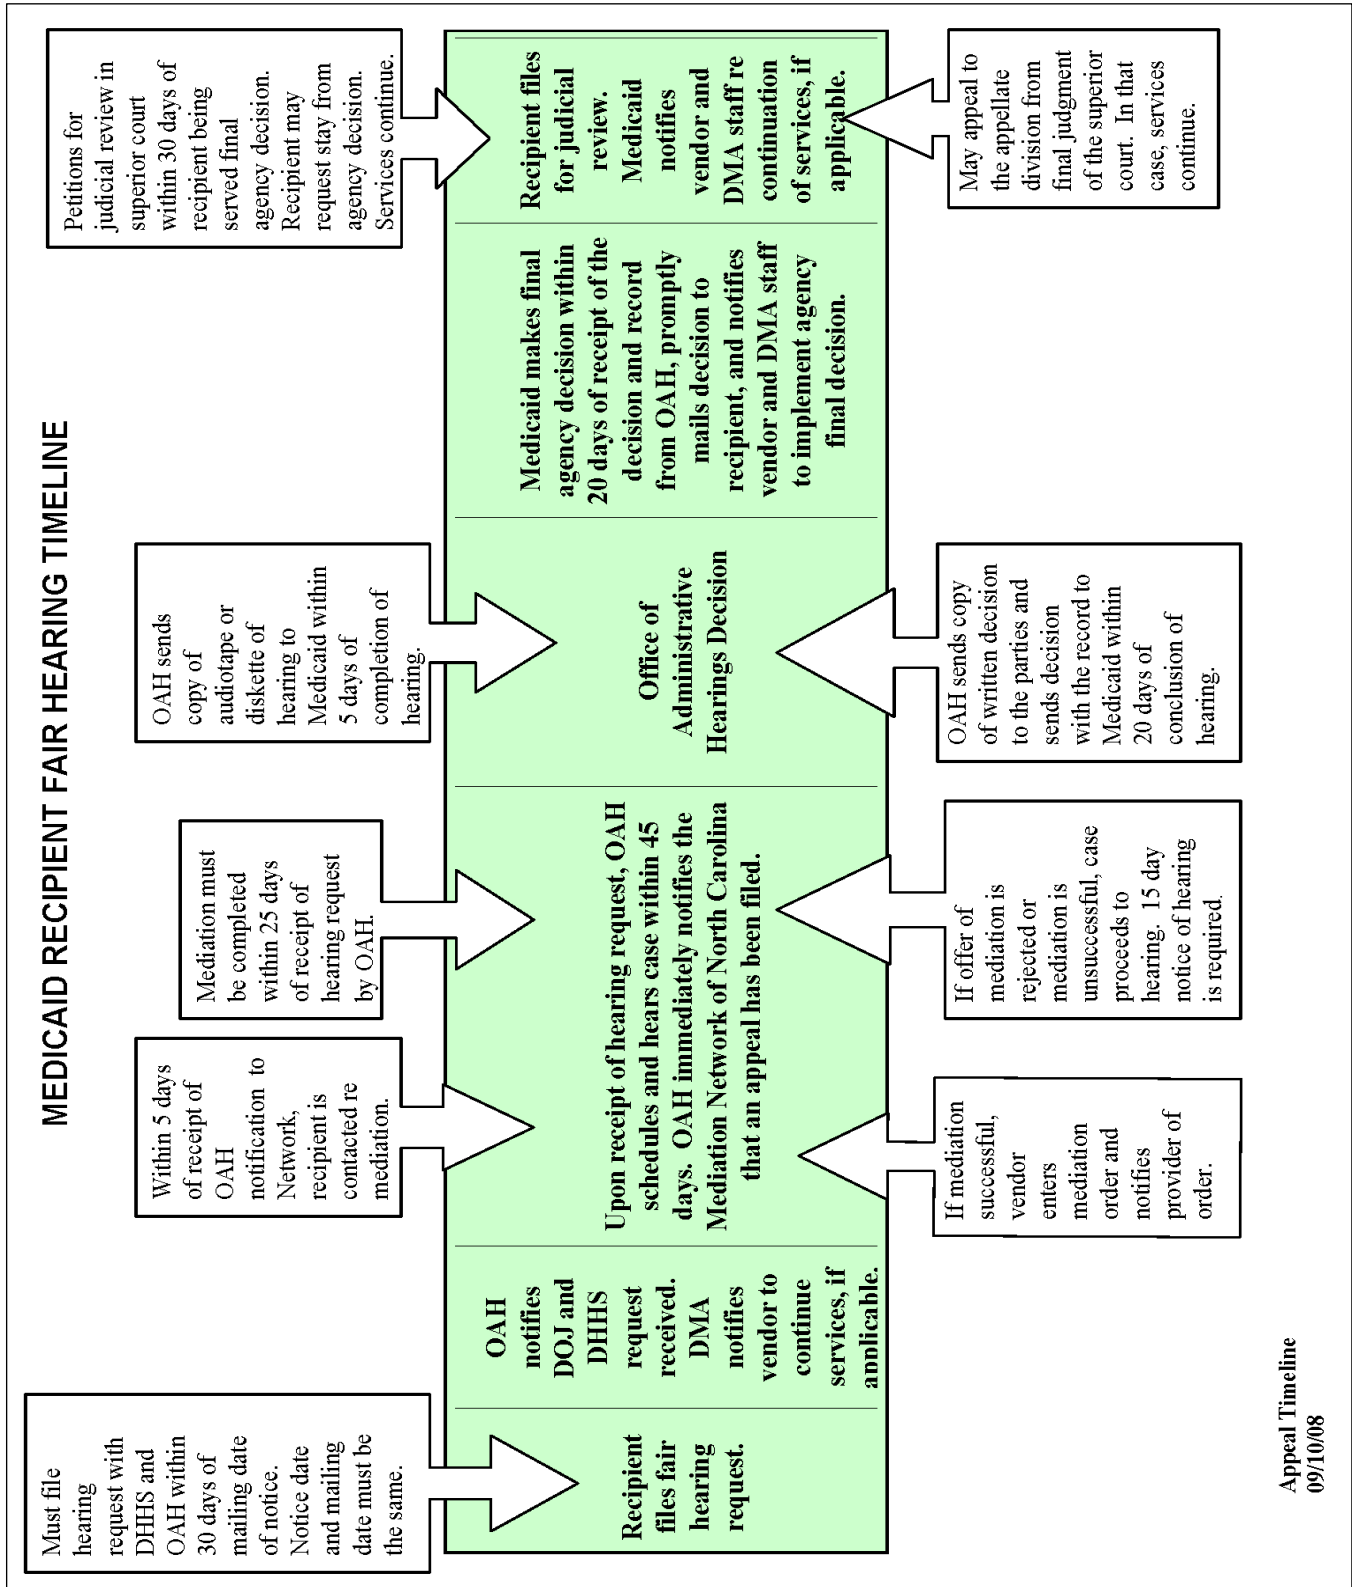 MEDICAID RECIPIENT FAIR HEARING TIMELINE
Must file
hearing
request with
DHHS and
OAH within
30 days of
mailing date
of notice.
Notice date
and mailing
date must be
the same.
Within 5 days
of receipt of
OAH
notification to
Network,
recipient is
contacted re
mediation.
Mediation must
be completed
within 25 days
of receipt of
hearing request
by OAH.
OAH sends
copy of
audiotape or
diskette of
hearing to
Medicaid within
5 days of
completion of
hearing.
Petitions for
judicial review in
superior court
within 30 days of
recipient being
served final
agency decision.
Recipient may
request stay from
agency decision.
Services continue.
Recipient
files fair
hearing
request.
OAH
notifies
DOJ and
DHHS
request
received.
DMA
notifies
vendor to
continue
services, if
applicable.
Upon receipt of hearing request, OAH
schedules and hears case within 45
days. OAH immediately notifies the
Mediation Network of North Carolina
that an appeal has been filed.
Office of
Administrative
Hearings Decision
Medicaid makes final
agency decision within
20 days of receipt of the
decision and record
from OAH, promptly
mails decision to
recipient, and notifies
vendor and DMA staff
to implement agency
final decision.
Recipient files
for judicial
review.
Medicaid
notifies
vendor and
DMA staff re
continuation
of services, if
applicable.
If mediation
successful,
vendor
enters
mediation
order and
notifies
provider of
order.
If offer of
mediation is
rejected or
mediation is
unsuccessful, case
proceeds to
hearing. 15 day
notice of hearing
is required.
OAH sends copy
of written decision
to the parties and
sends decision
with the record to
Medicaid within
20 days of
conclusion of
hearing.
May appeal to
the appellate
division from
final judgment
of the superior
court. In that
case, services
continue.
Appeal Timeline
09/10/08